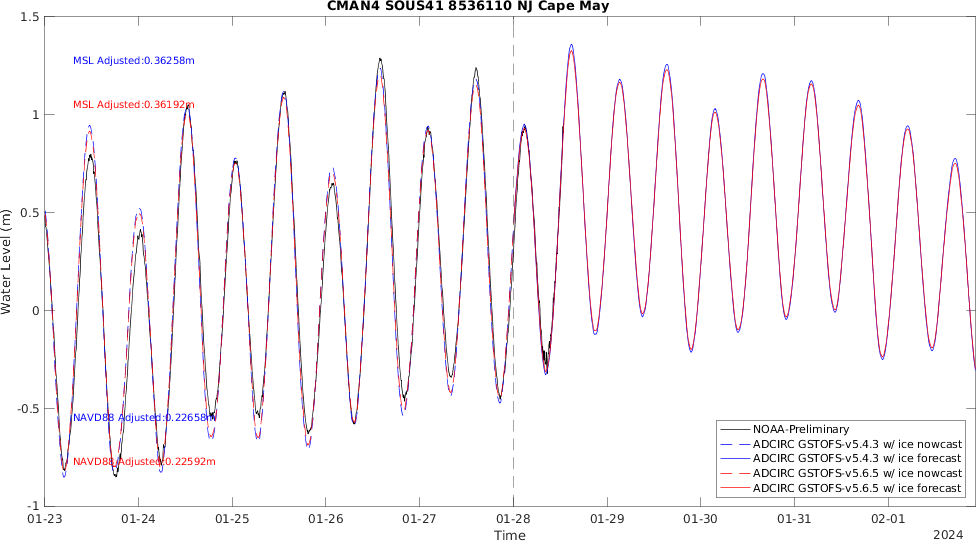 CMAN4 SOUS41 8536110 NJ Cape May
1.5
MSL Adjusted:0.36258m
MSL Adjusted:0.36192m
1
0.5
Water Level (m)
0
-0.5
NAVD88 Adjusted:0.22658m
NAVD88 Adjusted:0.22592m
-1
NOAA-Preliminary
ADCIRC GSTOFS-v5.4.3 w/ ice nowcast
ADCIRC GSTOFS-v5.4.3 w/ ice forecast
ADCIRC GSTOFS-v5.6.5 w/ ice nowcast
ADCIRC GSTOFS-v5.6.5 w/ ice forecast
01-23 01-24 01-25 01-26 01-27 01-28 01-29 01-30 01-31 02-01
Time
2024